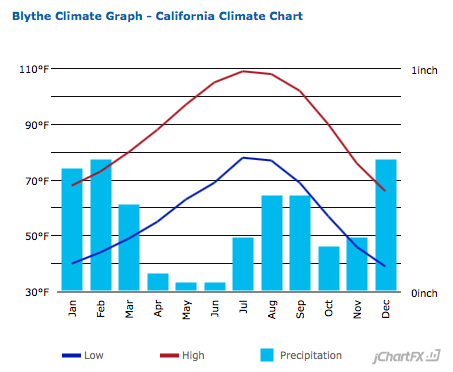 Blythe Climate Graph - California Climate Chart
110°F
1inch
90°F
70°F
50°F
30°F
0inch
Jan Feb Mar Apr May Jun Jul Aug Sep Oct Nov Dec
Low High Precipitation
jChartFX